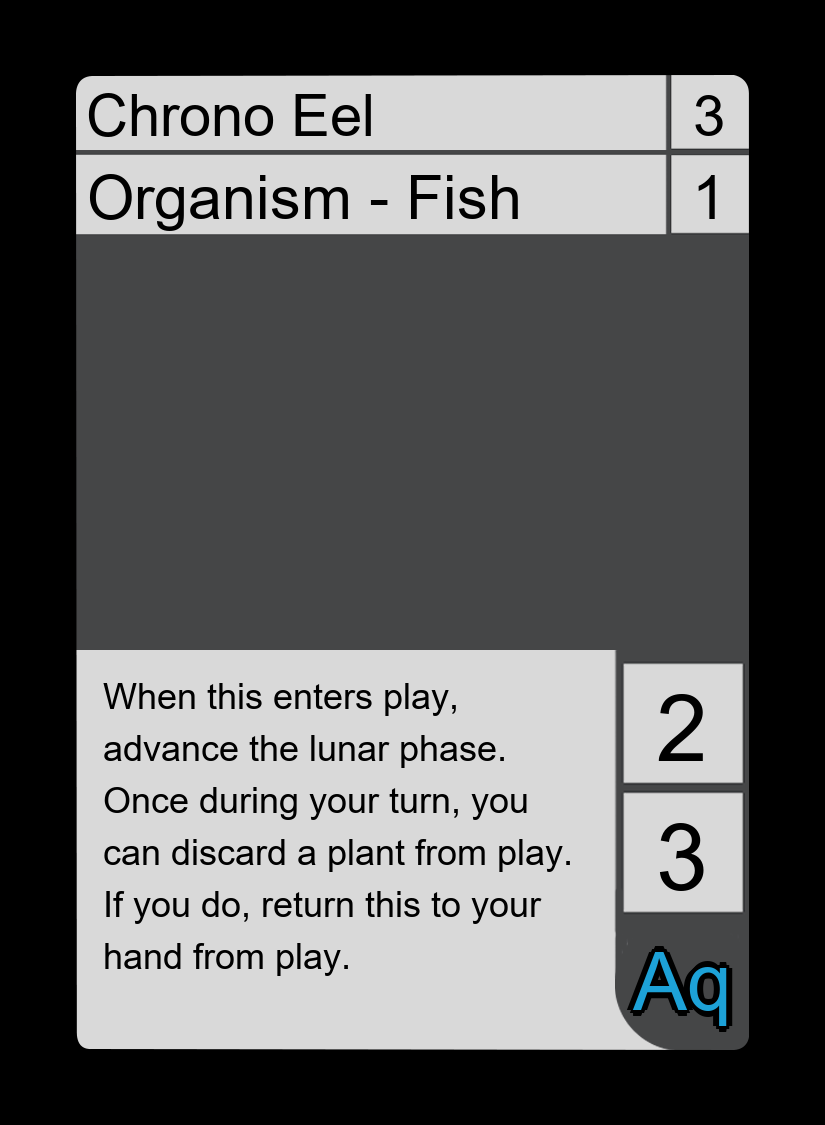 Chrono Eel 3
Organism - Fish 1
When this enters play,
advance the lunar phase.
Once during your turn, you
can discard a plant from play.
If you do, return this to your
hand from play.
2
3
Aq